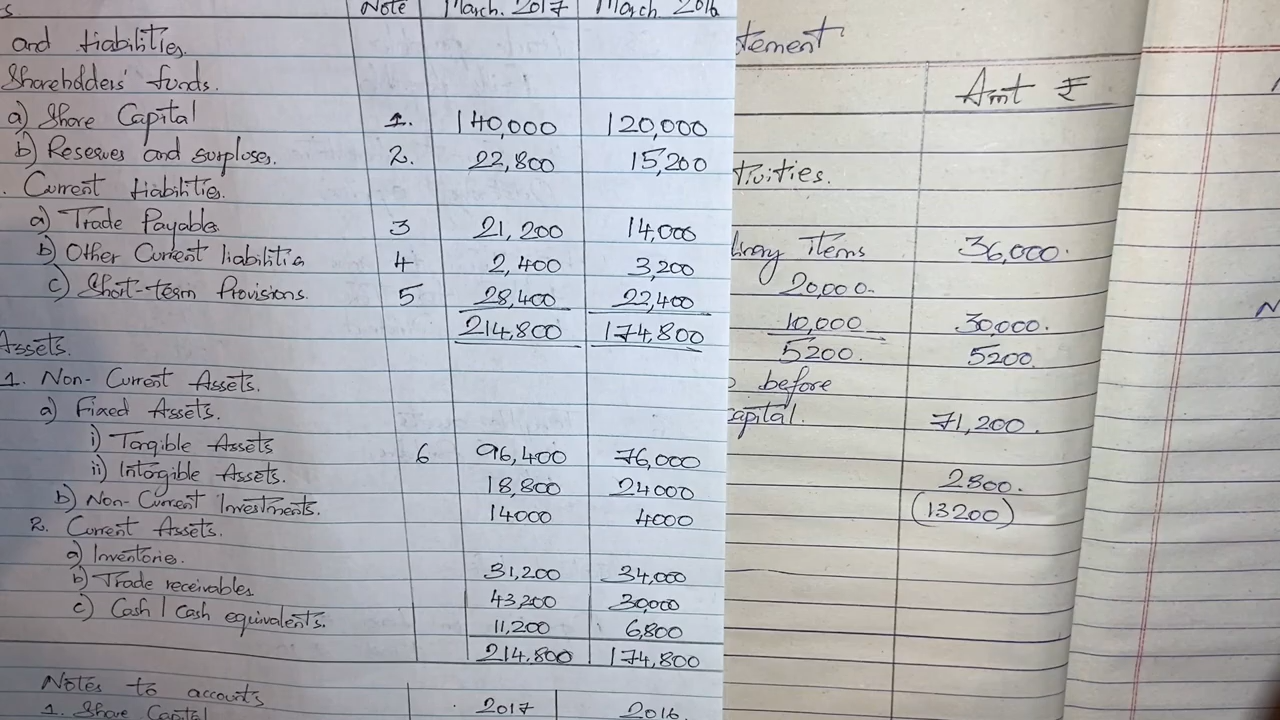 s. Note March. 2017 March 2016
and Liabilities.
Shareholders' funds.
a) Share Capital 1. 140,000 120,000
b) Reserves and surpluses. 2. 22,800 15,200
. Current Liabilities.
a) Trade Payable 3 21,200 14,000
b) Other Current liabilitis 4 2,400 3,200
c) Short-term Provisions. 5 28,400 22,400
214,800 174,800
Assets.
1. Non-Current Assets.
a) Fixed Assets.
i) Tangible Assets 6 96,400 76,000
ii) Intangible Assets. 18,800 24000
b) Non-Current Investments. 14000 4000
2. Current Assets.
a) Inventories. 31,200 34,000
b) Trade receivables 43,200 30,000
c) Cash / Cash equivalents. 11,200 6,800
214,800 174,800
Notes to accounts
1. Share Capital 2017 2016.
tement
Amt ₹
tivities.
items 36,000.
20,000.
10,000 30000.
5200. 5200.
before
capital. 71,200.
2800.
(13200)